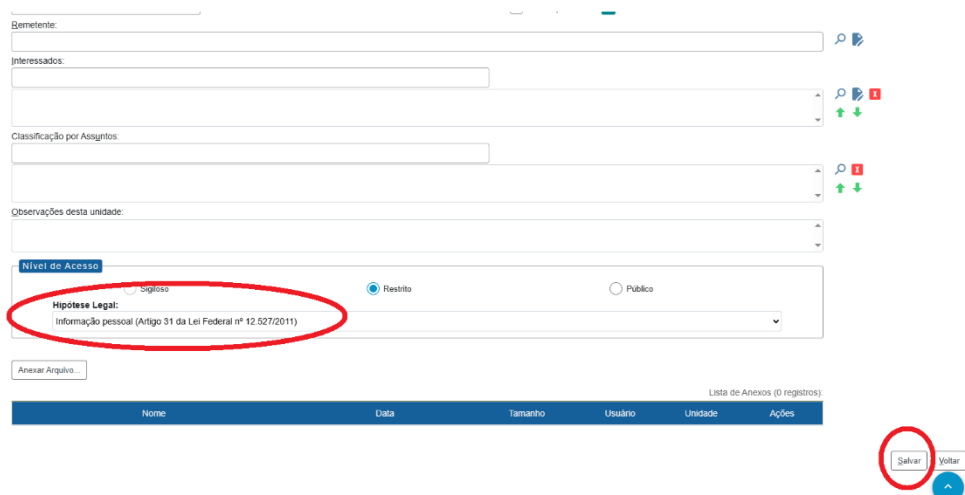 Remetente:
Interessados:
Classificação por Assuntos:
Observações desta unidade:
Nível de Acesso
Sigiloso Restrito Público
Hipótese Legal:
Informação pessoal (Artigo 31 da Lei Federal nº 12.527/2011)
Anexar Arquivo...
Lista de Anexos (0 registros):
Nome Data Tamanho Usuário Unidade Ações
Salvar Voltar